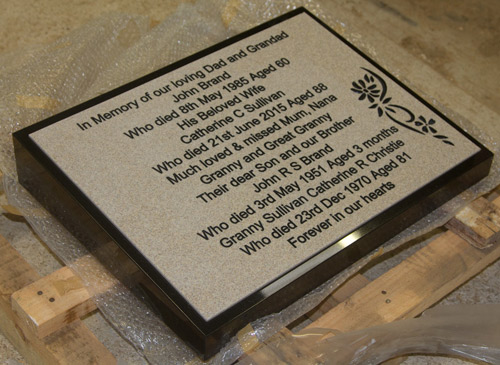 In Memory of our loving Dad and Grandad
John Brand
Who died 8th May 1985 Aged 60
His Beloved Wife
Catherine C Sullivan
Who died 21st June 2015 Aged 88
Much loved & missed Mum, Nana
Granny and Great Granny
Their dear Son and our Brother
John R S Brand
Who died 3rd May 1951 Aged 3 months
Granny Sullivan Catherine R Christie
Who died 23rd Dec 1970 Aged 81
Forever in our hearts